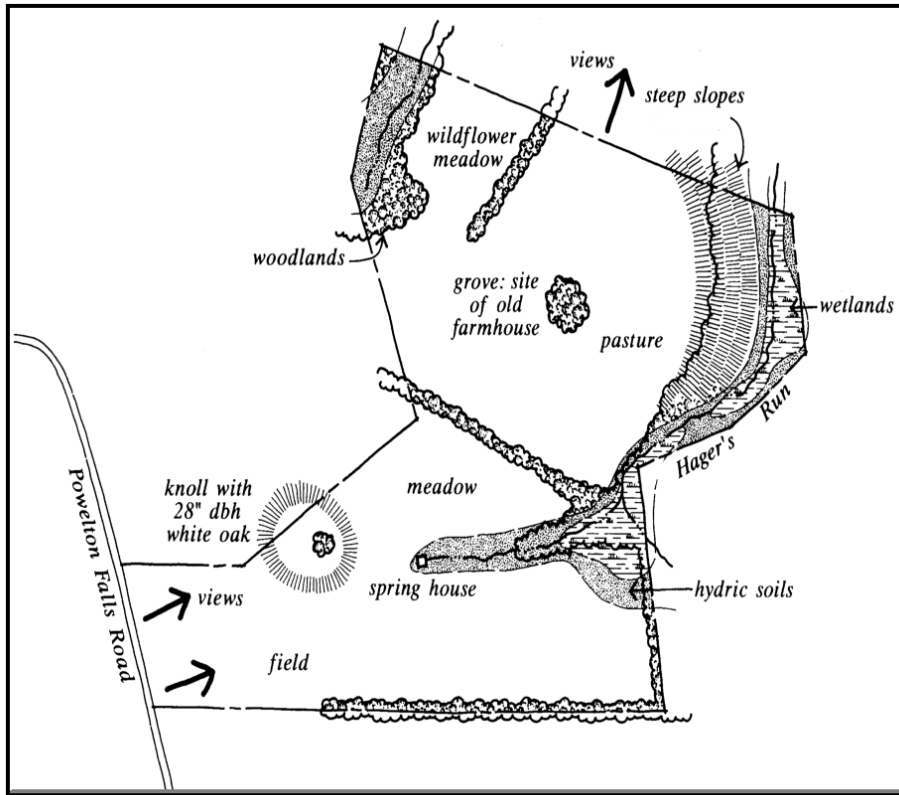 views
steep slopes
wildflower
meadow
woodlands
grove: site
of old
farmhouse
pasture
wetlands
Hager's Run
knoll with
28" dbh
white oak
meadow
Powelton Falls Road
views
spring house
hydric soils
field